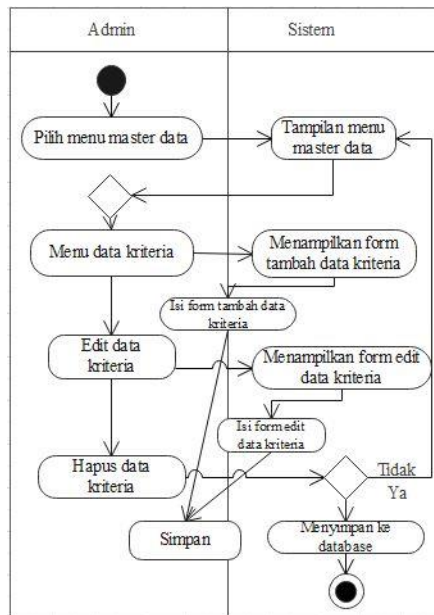 Admin
Sistem
Pilih menu master data
Tampilan menu
master data
Menu data kriteria
Menampilkan form
tambah data kriteria
Isi form tambah data
kriteria
Edit data
kriteria
Menampilkan form edit
data kriteria
Isi form edit
data kriteria
Hapus data
kriteria
Tidak
Ya
Simpan
Menyimpan ke
database